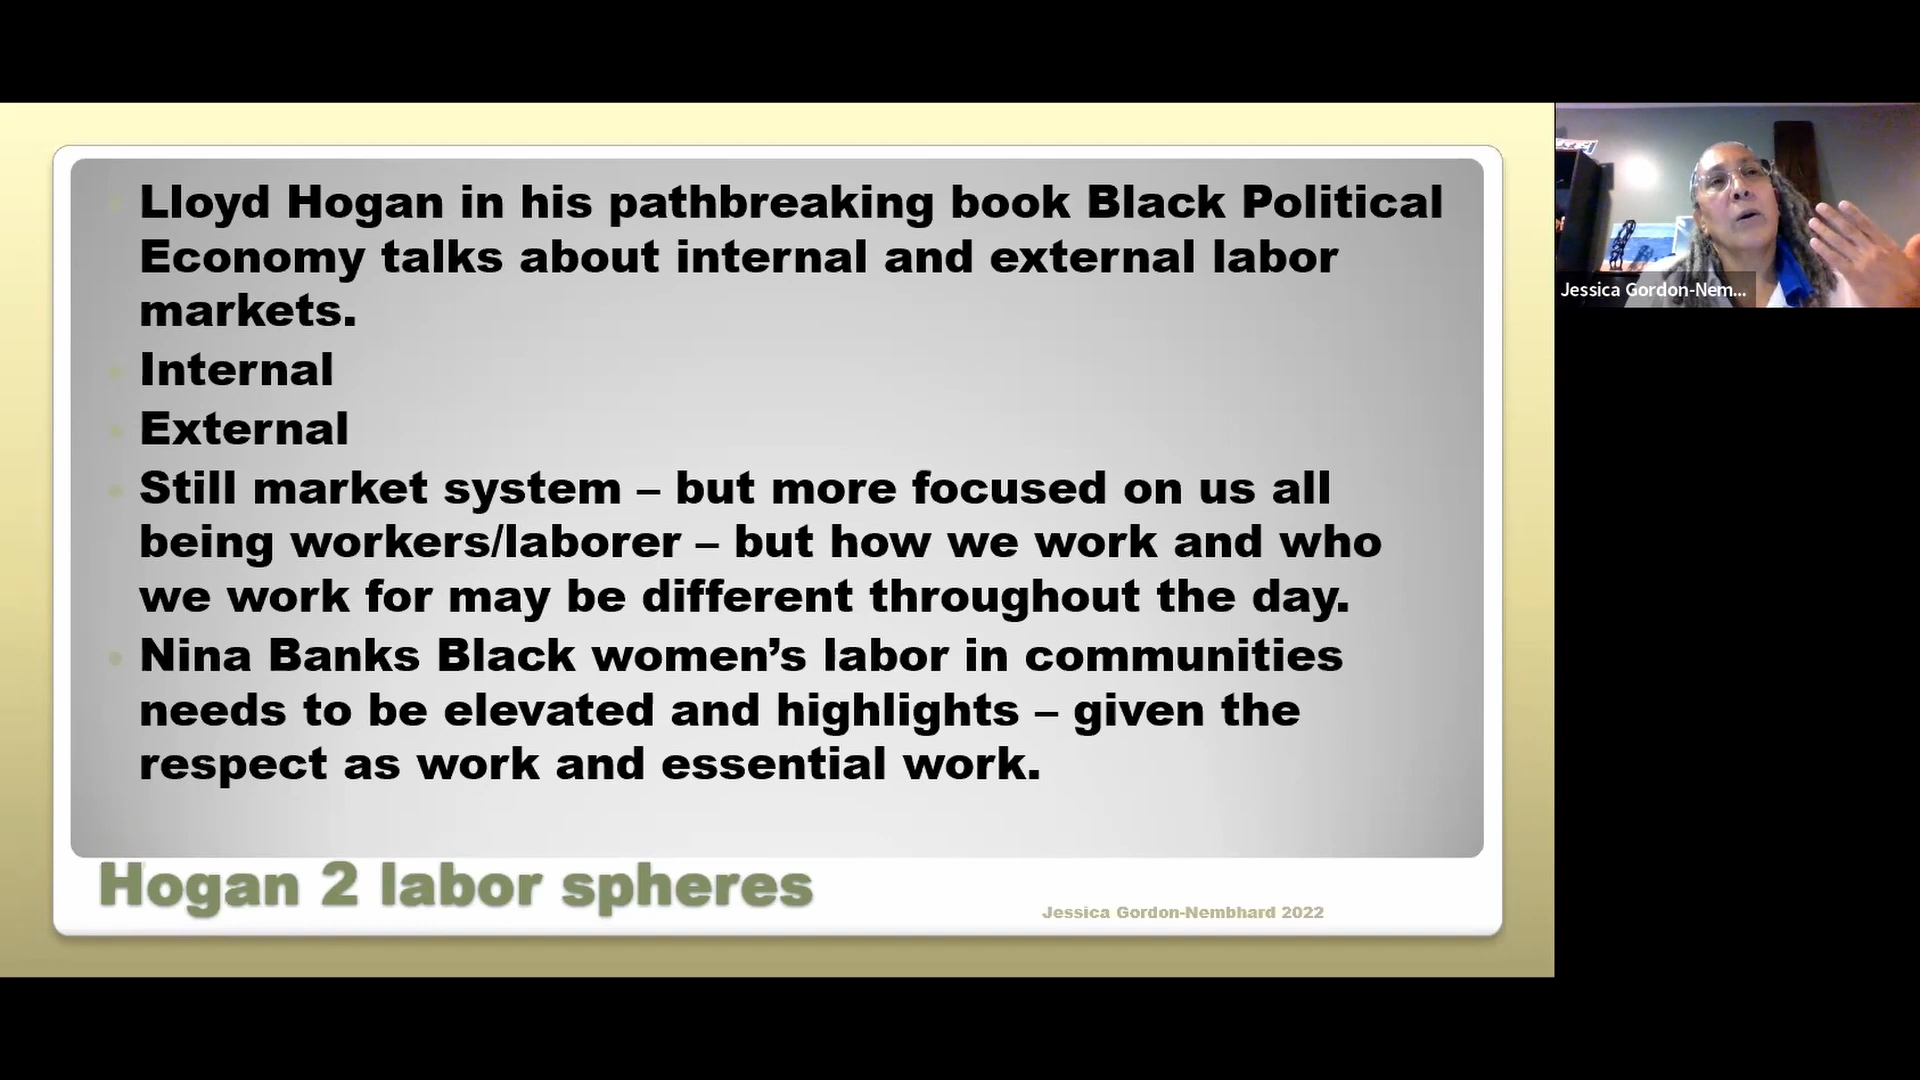 Lloyd Hogan in his pathbreaking book Black Political
Economy talks about internal and external labor
markets.
Internal
External
Still market system – but more focused on us all
being workers/laborer – but how we work and who
we work for may be different throughout the day.
Nina Banks Black women’s labor in communities
needs to be elevated and highlights – given the
respect as work and essential work.
Hogan 2 labor spheres
Jessica Gordon-Nembhard 2022
Jessica Gordon-Nem...